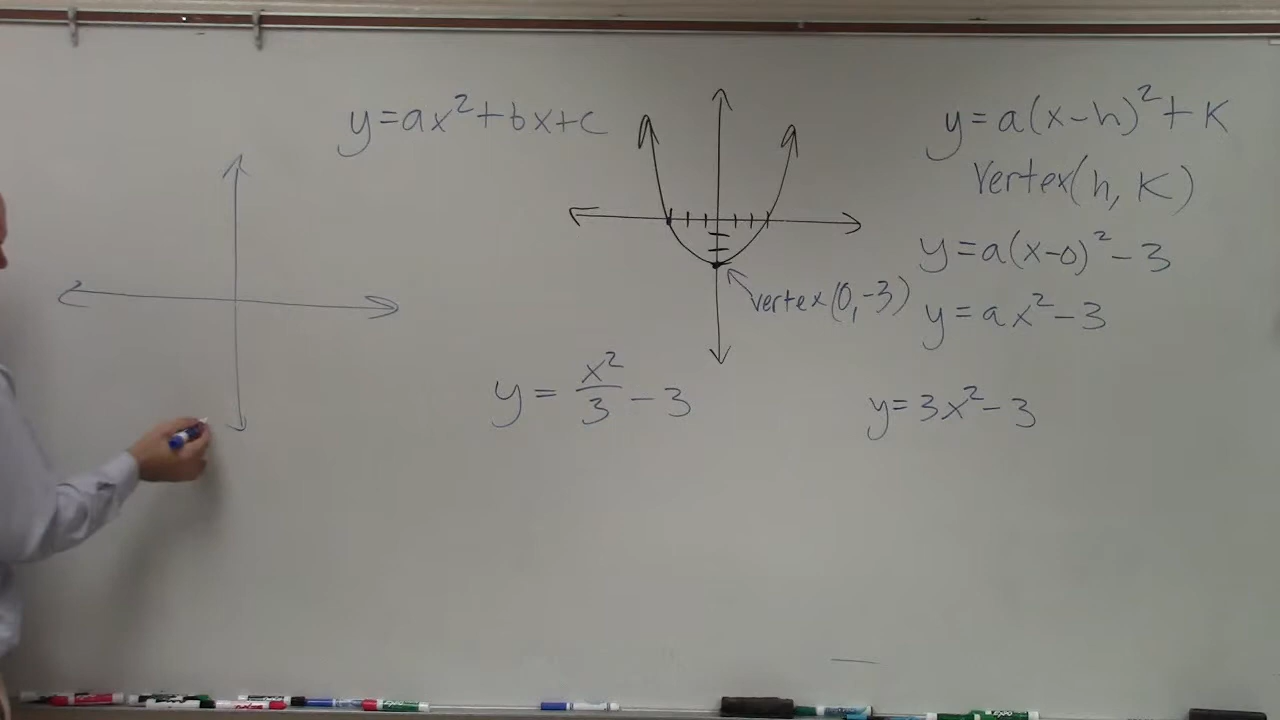 y=ax²+bx+c
y=a(x-h)²+K
Vertex(h, K)
y=a(x-0)²-3
vertex(0,-3)
y=ax²-3
y=x²/3-3
y=3x²-3